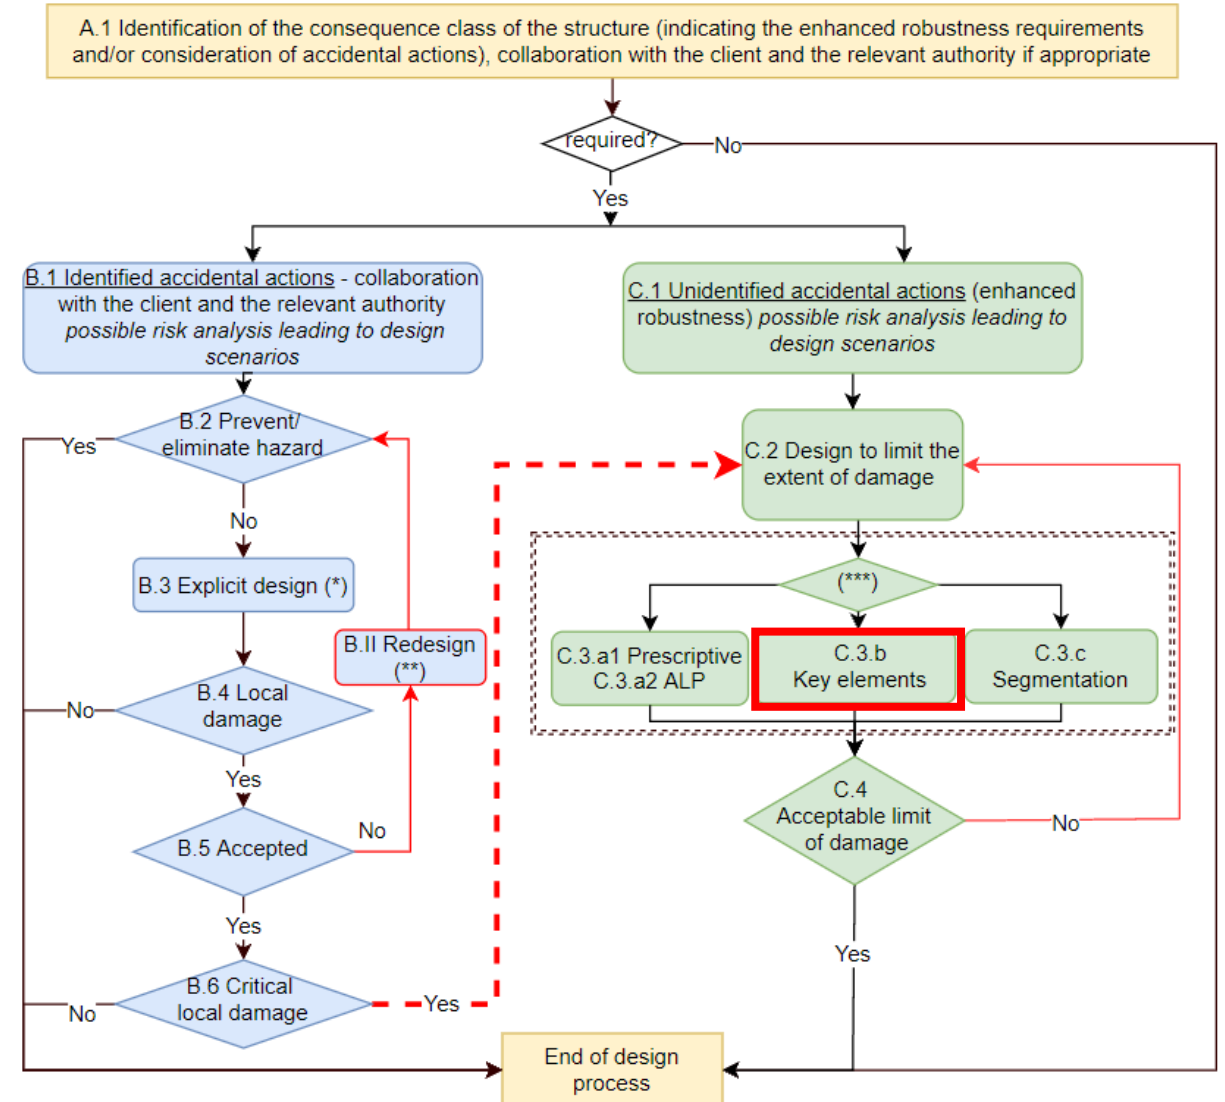 A.1 Identification of the consequence class of the structure (indicating the enhanced robustness requirements
and/or consideration of accidental actions), collaboration with the client and the relevant authority if appropriate
required?
No
Yes
B.1 Identified accidental actions - collaboration
with the client and the relevant authority
possible risk analysis leading to design
scenarios
C.1 Unidentified accidental actions (enhanced
robustness) possible risk analysis leading to
design scenarios
B.2 Prevent/
eliminate hazard
Yes
No
B.3 Explicit design (*)
B.II Redesign
(**)
B.4 Local
damage
No
Yes
B.5 Accepted
No
Yes
B.6 Critical
local damage
No
Yes
C.2 Design to limit the
extent of damage
(***)
C.3.a1 Prescriptive
C.3.a2 ALP
C.3.b
Key elements
C.3.c
Segmentation
C.4
Acceptable limit
of damage
No
Yes
End of design
process